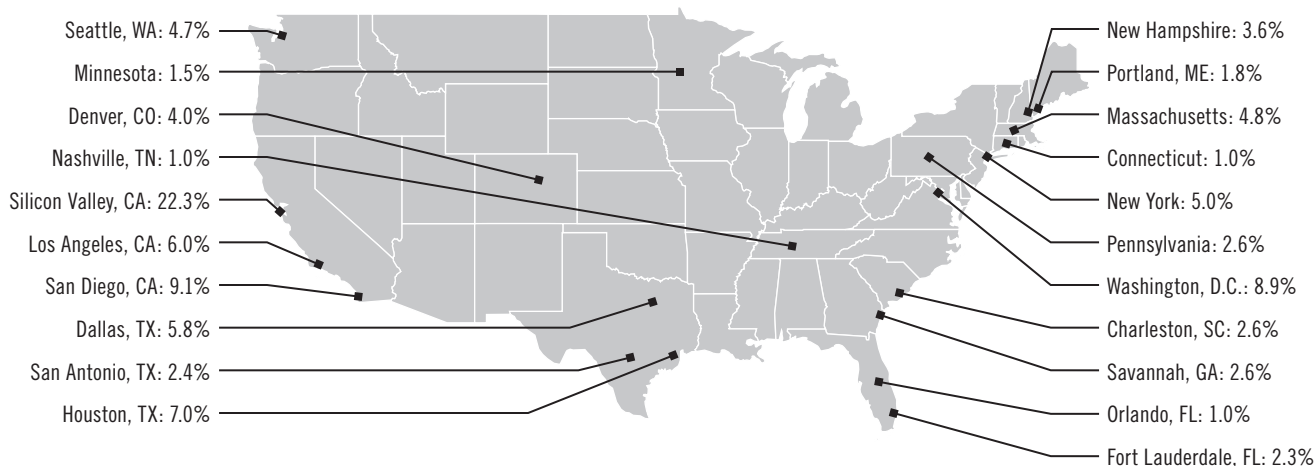 Seattle, WA: 4.7%
Minnesota: 1.5%
Denver, CO: 4.0%
Nashville, TN: 1.0%
Silicon Valley, CA: 22.3%
Los Angeles, CA: 6.0%
San Diego, CA: 9.1%
Dallas, TX: 5.8%
San Antonio, TX: 2.4%
Houston, TX: 7.0%
New Hampshire: 3.6%
Portland, ME: 1.8%
Massachusetts: 4.8%
Connecticut: 1.0%
New York: 5.0%
Pennsylvania: 2.6%
Washington, D.C.: 8.9%
Charleston, SC: 2.6%
Savannah, GA: 2.6%
Orlando, FL: 1.0%
Fort Lauderdale, FL: 2.3%